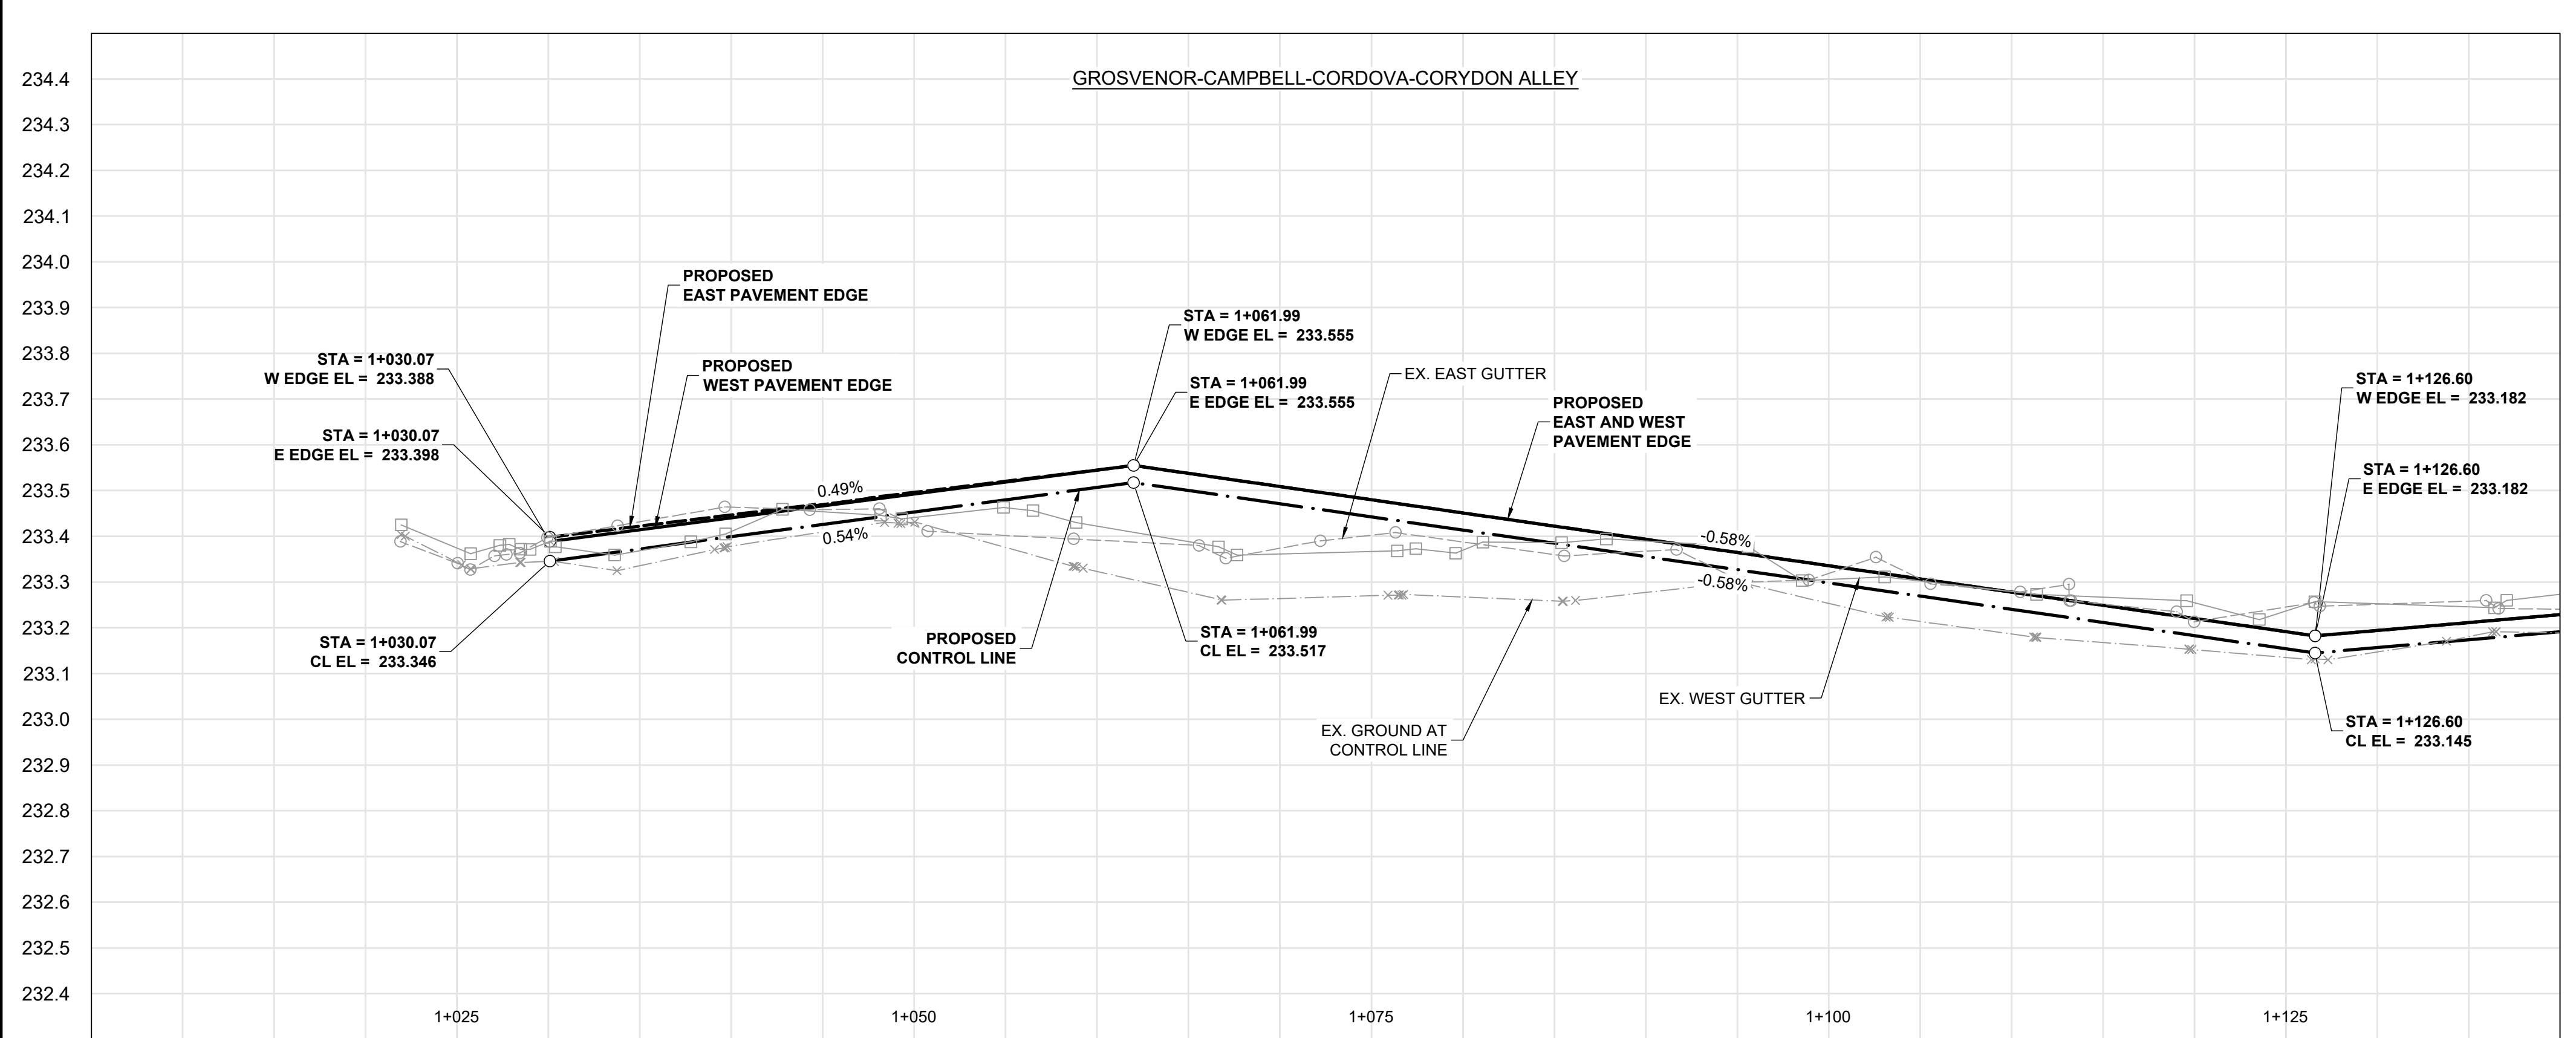 GROSVENOR-CAMPBELL-CORDOVA-CORYDON ALLEY
234.4
234.3
234.2
234.1
234.0
233.9
233.8
233.7
233.6
233.5
233.4
233.3
233.2
233.1
233.0
232.9
232.8
232.7
232.6
232.5
232.4
PROPOSED
EAST PAVEMENT EDGE
PROPOSED
WEST PAVEMENT EDGE
STA = 1+030.07
W EDGE EL = 233.388
STA = 1+030.07
E EDGE EL = 233.398
STA = 1+030.07
CL EL = 233.346
0.49%
0.54%
STA = 1+061.99
W EDGE EL = 233.555
STA = 1+061.99
E EDGE EL = 233.555
STA = 1+061.99
CL EL = 233.517
PROPOSED
CONTROL LINE
EX. EAST GUTTER
PROPOSED
EAST AND WEST
PAVEMENT EDGE
-0.58%
-0.58%
EX. WEST GUTTER
EX. GROUND AT
CONTROL LINE
STA = 1+126.60
W EDGE EL = 233.182
STA = 1+126.60
E EDGE EL = 233.182
STA = 1+126.60
CL EL = 233.145
1+025
1+050
1+075
1+100
1+125